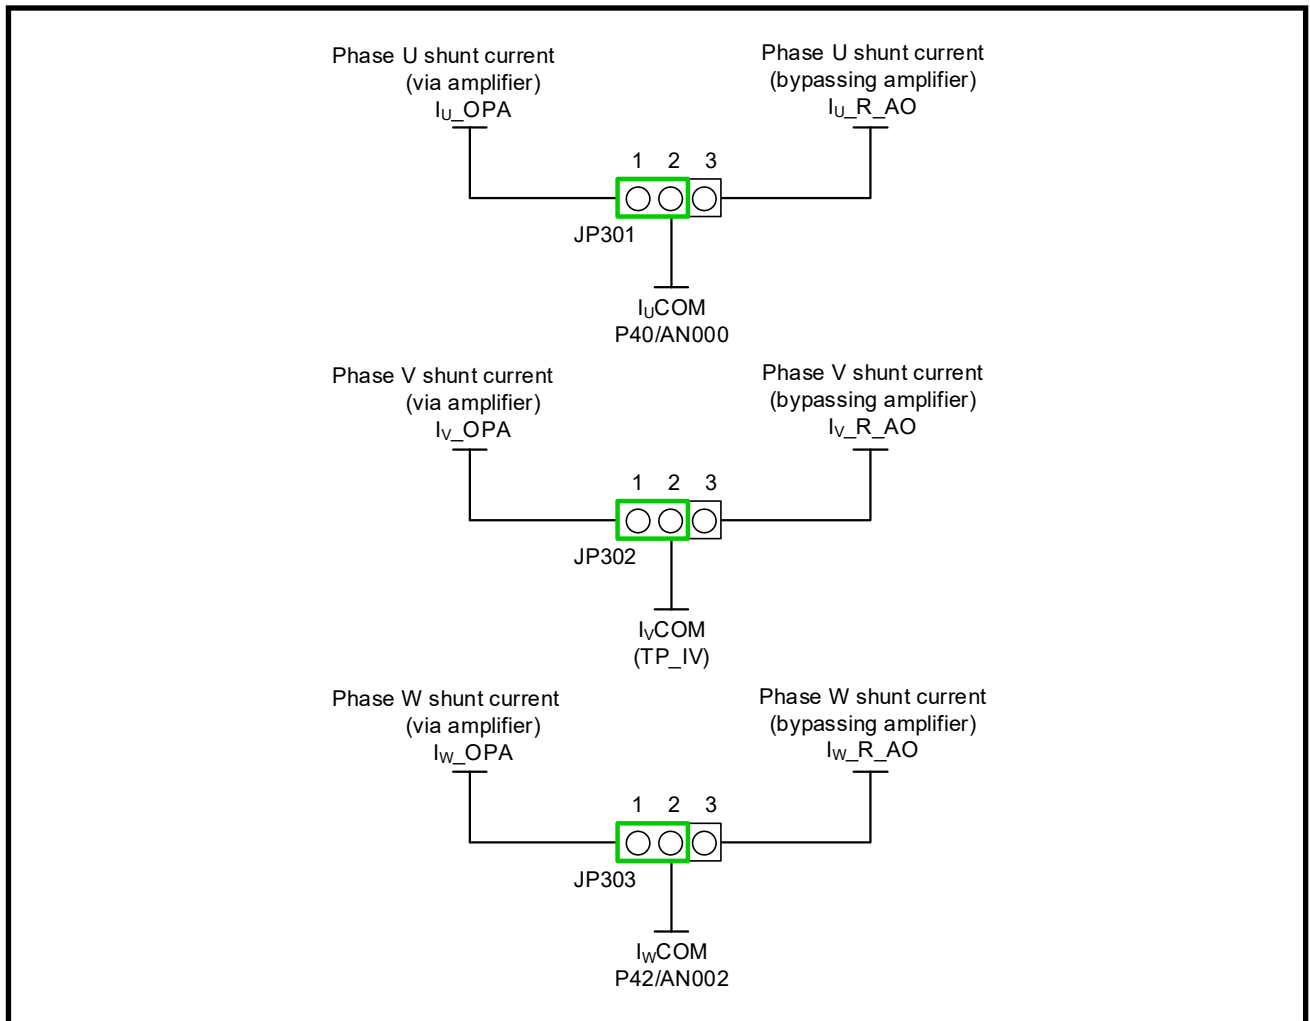 Phase U shunt current
(via amplifier)
IU_OPA
Phase U shunt current
(bypassing amplifier)
IU_R_AO
1 2 3
JP301
IUCOM
P40/AN000
Phase V shunt current
(via amplifier)
IV_OPA
Phase V shunt current
(bypassing amplifier)
IV_R_AO
1 2 3
JP302
IVCOM
(TP_IV)
Phase W shunt current
(via amplifier)
IW_OPA
Phase W shunt current
(bypassing amplifier)
IW_R_AO
1 2 3
JP303
IWCOM
P42/AN002